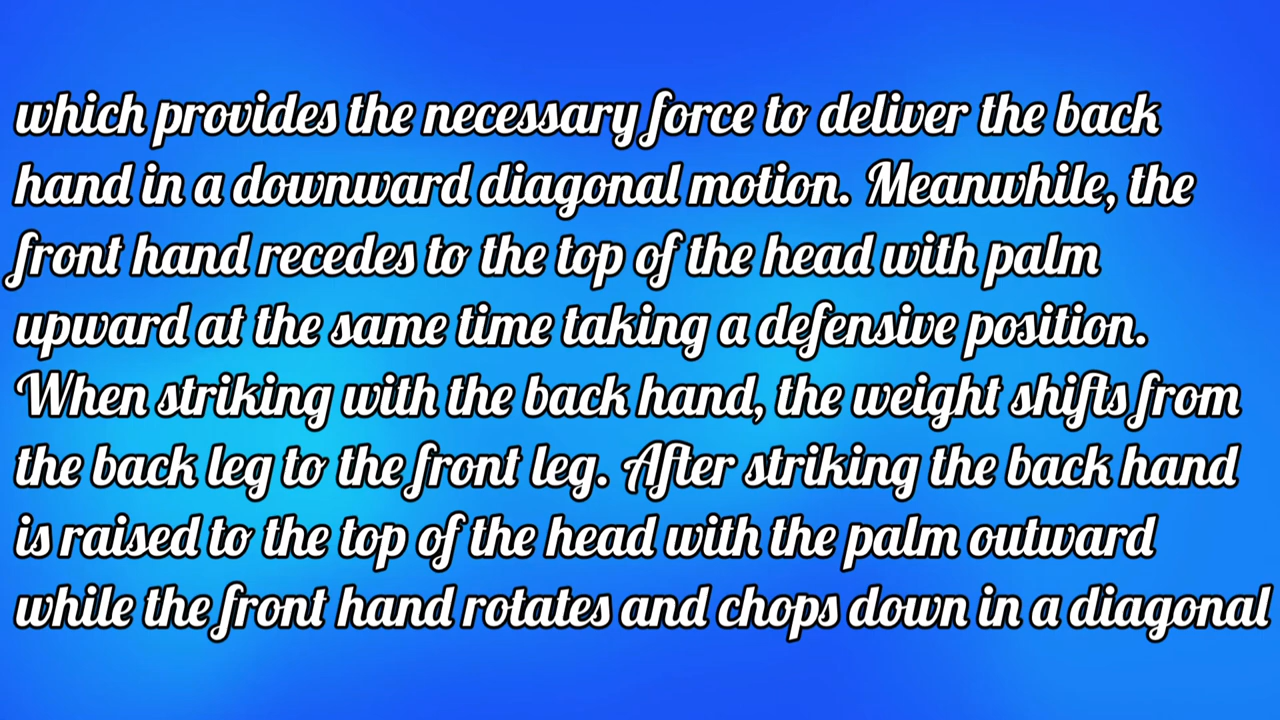 which provides the necessary force to deliver the back
hand in a downward diagonal motion. Meanwhile, the
front hand recedes to the top of the head with palm
upward at the same time taking a defensive position.
When striking with the back hand, the weight shifts from
the back leg to the front leg. After striking the back hand
is raised to the top of the head with the palm outward
while the front hand rotates and chops down in a diagonal